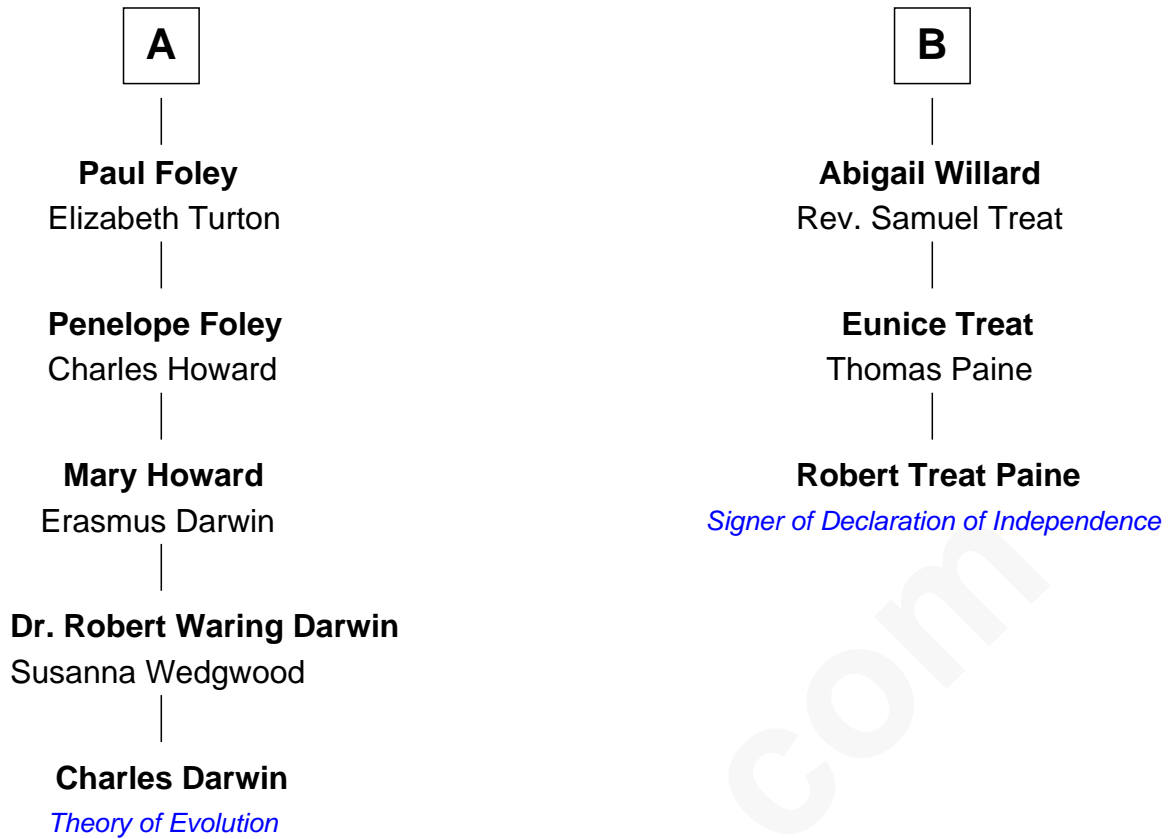 A
Paul Foley
Elizabeth Turton
Penelope Foley
Charles Howard
Mary Howard
Erasmus Darwin
Dr. Robert Waring Darwin
Susanna Wedgwood
Charles Darwin
Theory of Evolution
B
Abigail Willard
Rev. Samuel Treat
Eunice Treat
Thomas Paine
Robert Treat Paine
Signer of Declaration of Independence
com